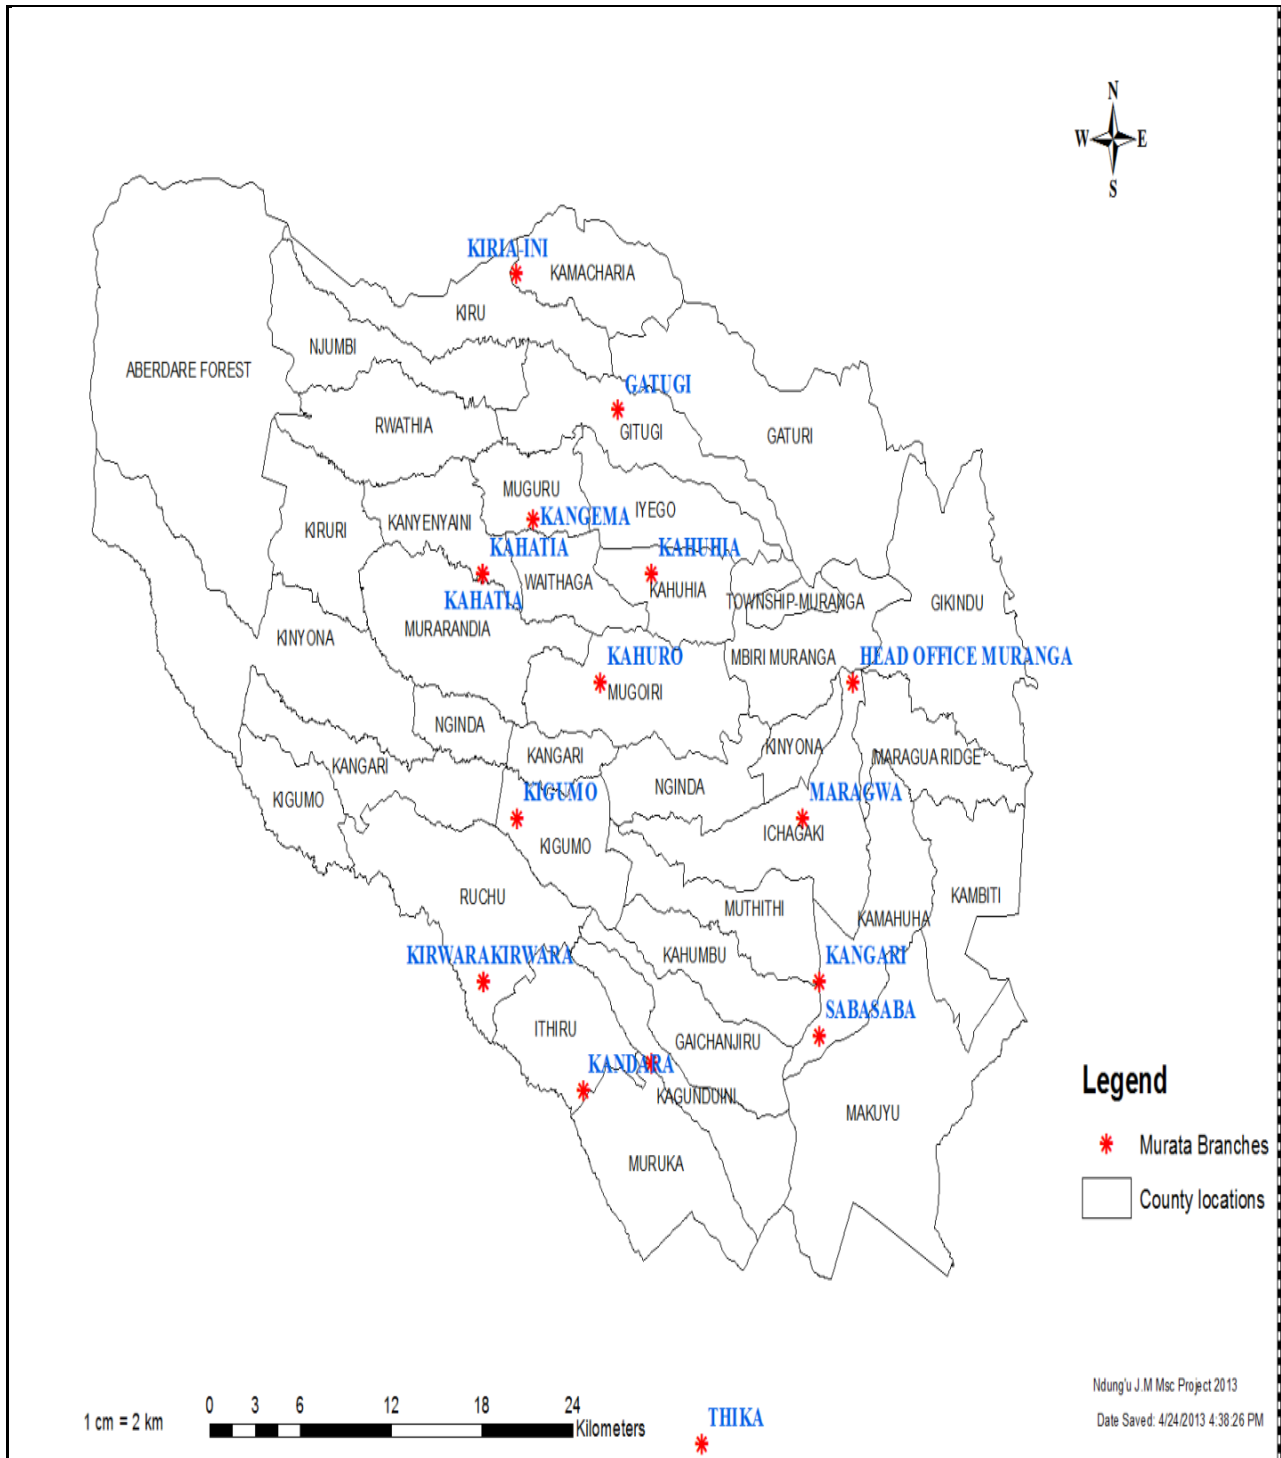 N
W E
S
KIRIA-INI
KAMACHARIA
KIRU
NJUMBI
ABERDARE FOREST
GATUGI
RWATHIA
GITUGI
GATURI
MUGURU
IYEGO
KANGEMA
KANYENYAINI
KIRURI
KAHATIA
KAHUHIA
WAITHAGA
KAHUHIA
KAHATIA
TOWNSHIP-MURANGA
GIKINDU
MURARANDIA
KINYONA
KAHURO
MBIRI MURANGA
HEAD OFFICE MURANGA
MUGOIRI
NGINDA
KANGARI
KINYONA
MARAGUA RIDGE
KANGARI
NGINDA
KIGUMO
KIGUMO
MARAGWA
ICHAGAKI
KIGUMO
RUCHU
MUTHITHI
KAMBITI
KAMAHUHA
KIRWARAKIRWARA
KAHUMBU
KANGARI
SABASABA
ITHIRU
GAICHANJIRU
KANDARA
KAGUNDUINI
MAKUYU
MURUKA
Legend
Murata Branches
County locations
Ndung'u J.M Msc Project 2013
Date Saved: 4/24/2013 4:38:26 PM
1 cm = 2 km
0 3 6 12 18 24
Kilometers
THIKA